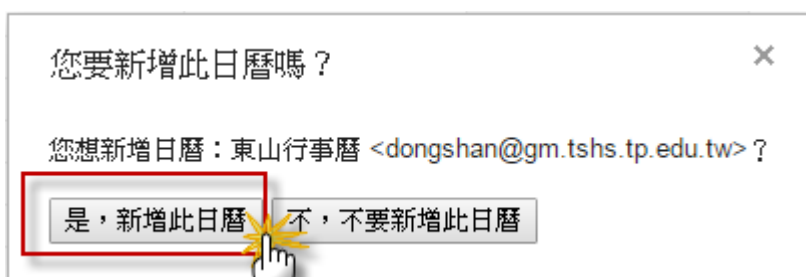 您要新增此日曆嗎？
您想新增日曆：東山行事曆 <dongshan@gm.tshs.tp.edu.tw>？
是，新增此日曆 不，不要新增此日曆